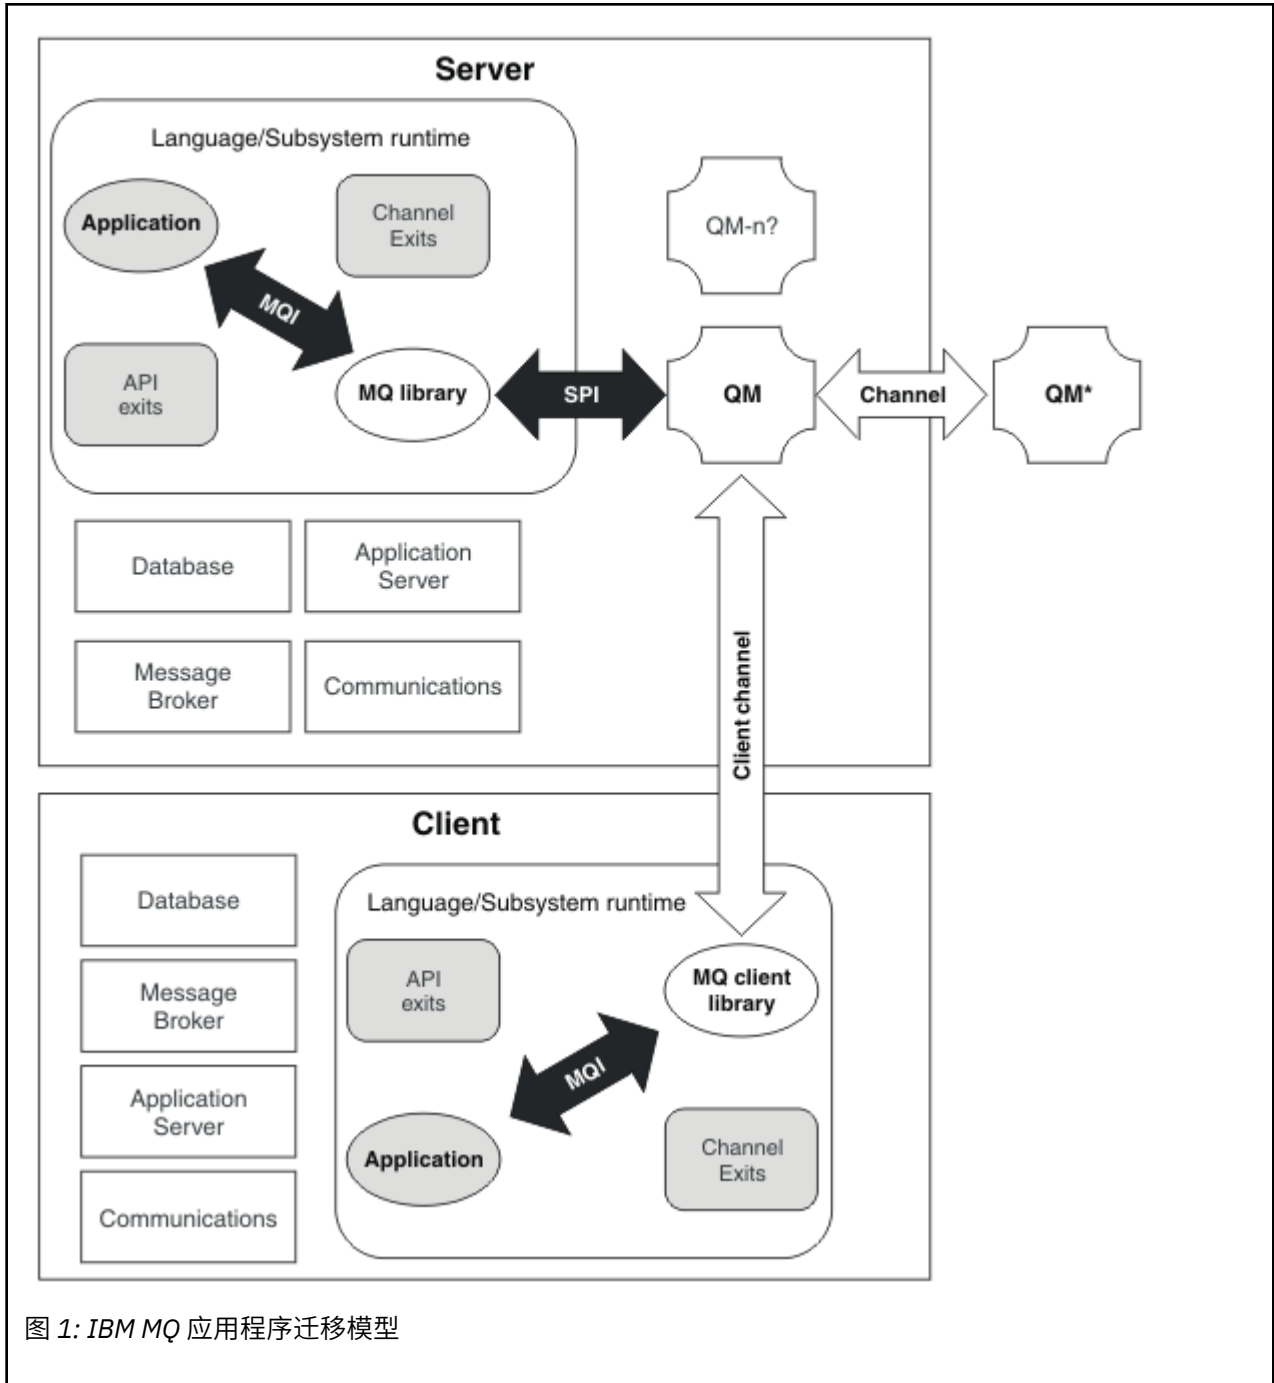 Server
Language/Subsystem runtime
Application
Channel
Exits
MQI
API
exits
MQ library
SPI
QM-n?
QM
Channel
QM*
Database
Application
Server
Message
Broker
Communications
Client channel
Client
Database
Message
Broker
Application
Server
Communications
Language/Subsystem runtime
API
exits
MQ client
library
MQI
Application
Channel
Exits
图 1: IBM MQ 应用程序迁移模型